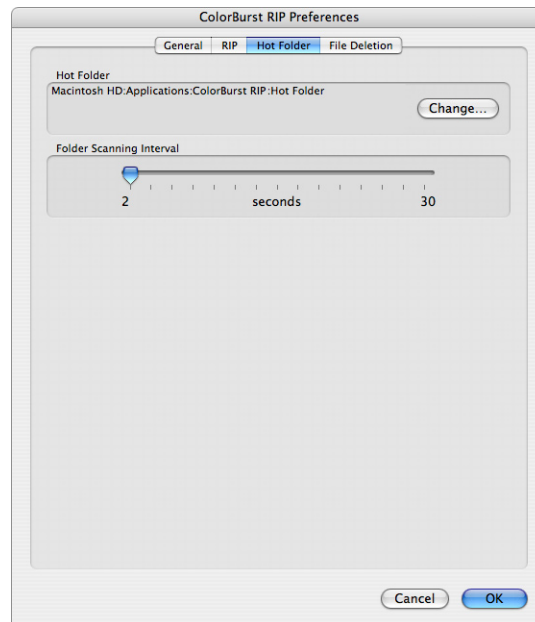 ColorBurst RIP Preferences
General RIP Hot Folder File Deletion
Hot Folder
Macintosh HD:Applications:ColorBurst RIP:Hot Folder
Change...
Folder Scanning Interval
2 seconds 30
Cancel OK